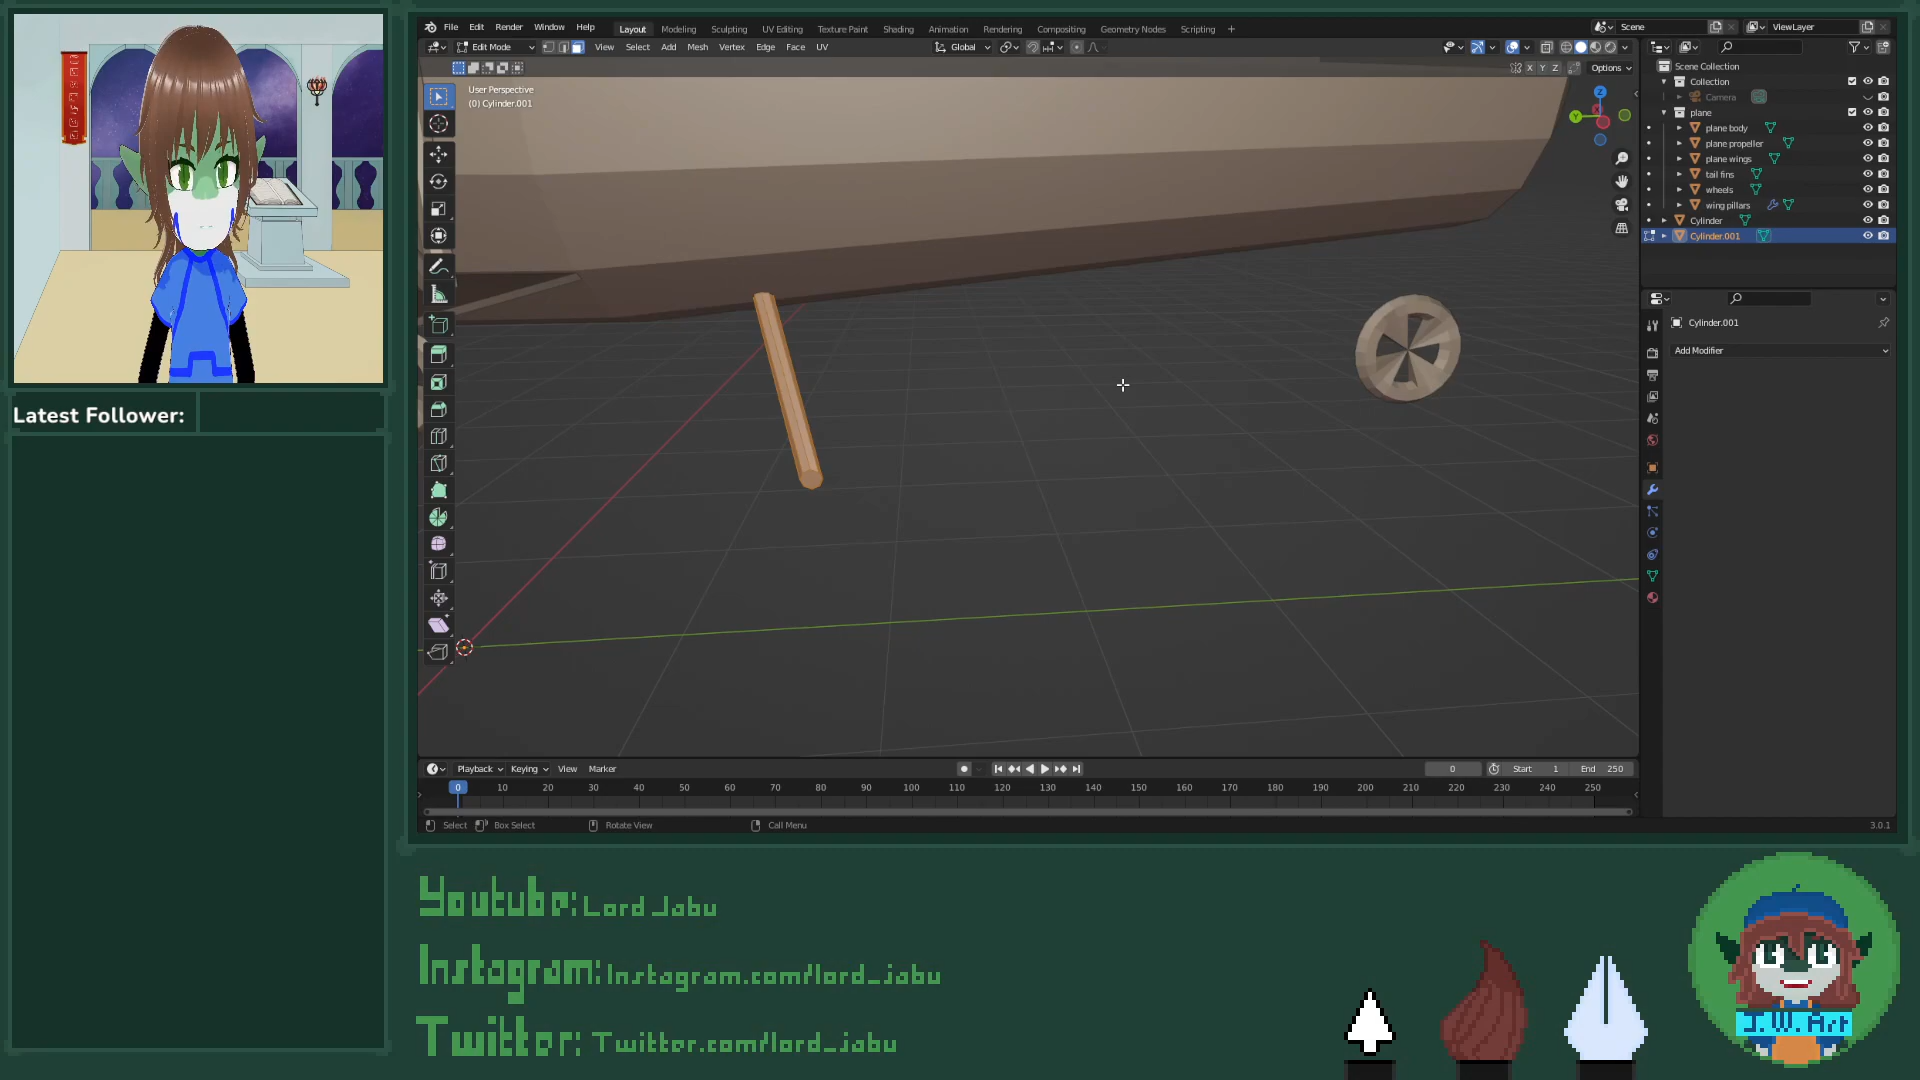 File Edit Render Window Help
Layout Modeling Sculpting UV Editing Texture Paint Shading Animation Rendering Compositing Geometry Nodes Scripting
Scene
ViewLayer
Edit Mode View Select Add Mesh Vertex Edge Face UV
Global
X Y Z Options
User Perspective
(0) Cylinder.001
Z
Y
Scene Collection
Collection
Camera
plane
plane body
plane propeller
plane wings
tail fins
wheels
wing pillars
Cylinder
Cylinder.001
Cylinder.001
Add Modifier
Latest Follower:
Playback Keying View Marker
0 Start 1 End 250
0 10 20 30 40 50 60 70 80 90 100 110 120 130 140 150 160 170 180 190 200 210 220 230 240 250
Select Box Select Rotate View Call Menu
3.0.1
Youtube: Lord Jabu
Instagram: Instagram.com/lord_jabu
Twitter: Twitter.com/lord_jabu
J.W. Art